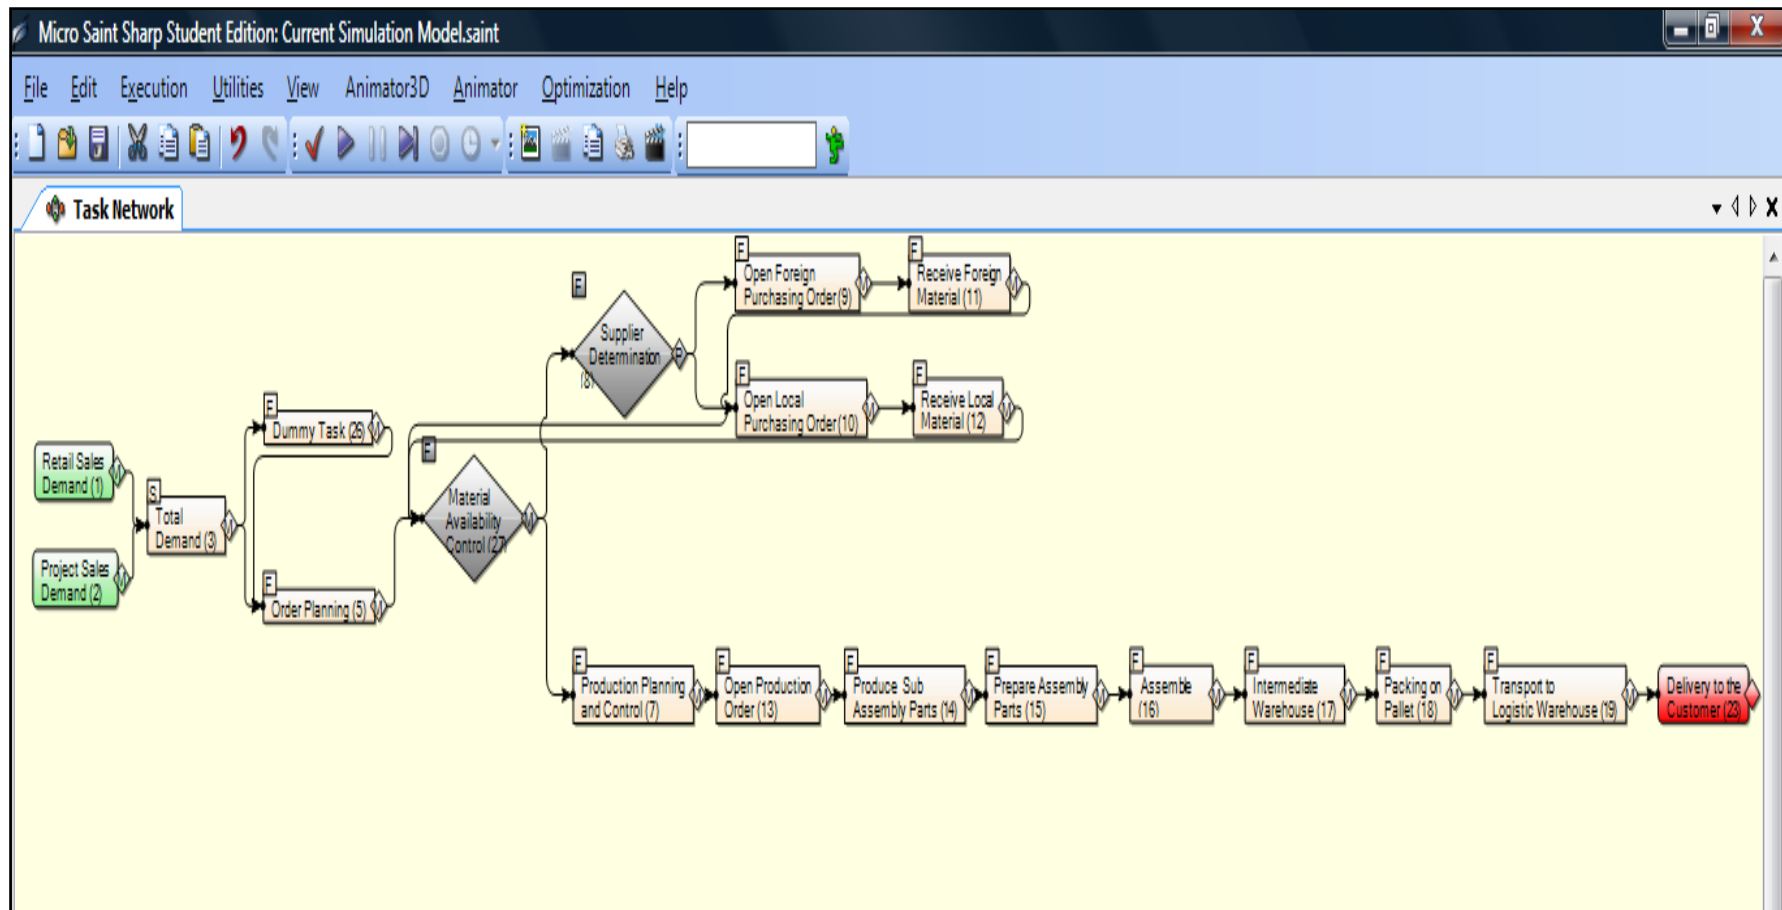 Micro Saint Sharp Student Edition: Current Simulation Model.saint
File Edit Execution Utilities View Animator3D Animator Optimization Help
Task Network
F
Open Foreign
Purchasing Order (9)
M
F
Receive Foreign
Material (11)
M
F
Supplier
Determination
(8)
P
F
Open Local
Purchasing Order (10)
M
F
Receive Local
Material (12)
M
F
Dummy Task (26)
M
Retail Sales
Demand (1)
M
S
Total
Demand (3)
M
Project Sales
Demand (2)
M
F
Order Planning (5)
M
F
Material
Availability
Control (27)
M
F
Production Planning
and Control (7)
M
F
Open Production
Order (13)
M
F
Produce Sub
Assembly Parts (14)
M
F
Prepare Assembly
Parts (15)
M
F
Assemble
(16)
M
F
Intermediate
Warehouse (17)
M
F
Packing on
Pallet (18)
M
F
Transport to
Logistic Warehouse (19)
M
Delivery to the
Customer (23)